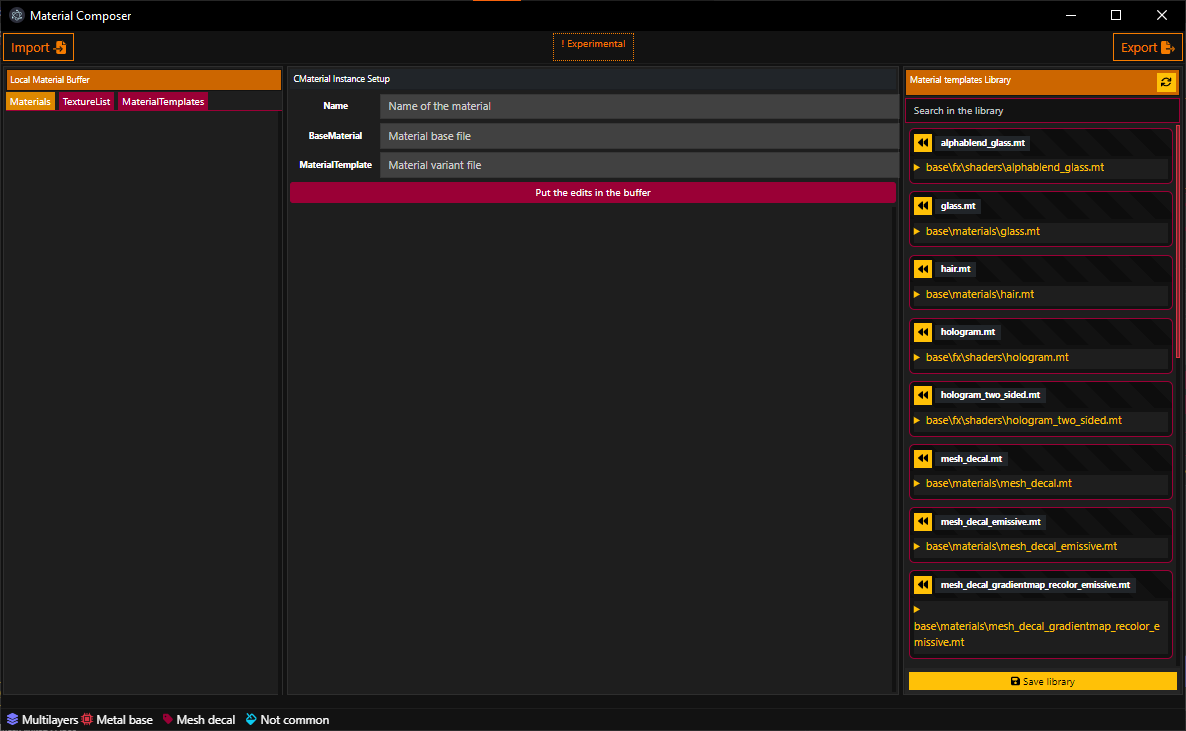 Material Composer
Import
! Experimental
Export
Local Material Buffer
Materials
TextureList
MaterialTemplates
CMaterial Instance Setup
Name
Name of the material
BaseMaterial
Material base file
MaterialTemplate
Material variant file
Put the edits in the buffer
Material templates Library
Search in the library
alphablend_glass.mt
base\fx\shaders\alphablend_glass.mt
glass.mt
base\materials\glass.mt
hair.mt
base\materials\hair.mt
hologram.mt
base\fx\shaders\hologram.mt
hologram_two_sided.mt
base\fx\shaders\hologram_two_sided.mt
mesh_decal.mt
base\materials\mesh_decal.mt
mesh_decal_emissive.mt
base\materials\mesh_decal_emissive.mt
mesh_decal_gradientmap_recolor_emissive.mt
base\materials\mesh_decal_gradientmap_recolor_e
missive.mt
Save library
Multilayers
Metal base
Mesh decal
Not common